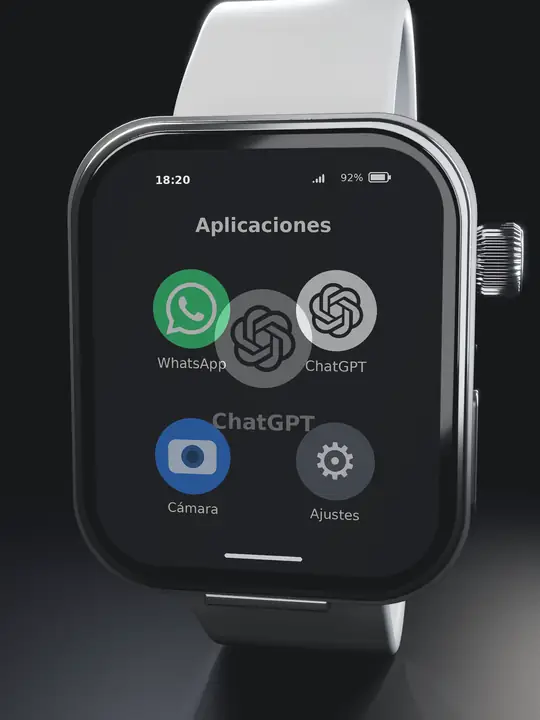 18:20 92%
Aplicaciones
WhatsApp ChatGPT
ChatGPT
Cámara Ajustes